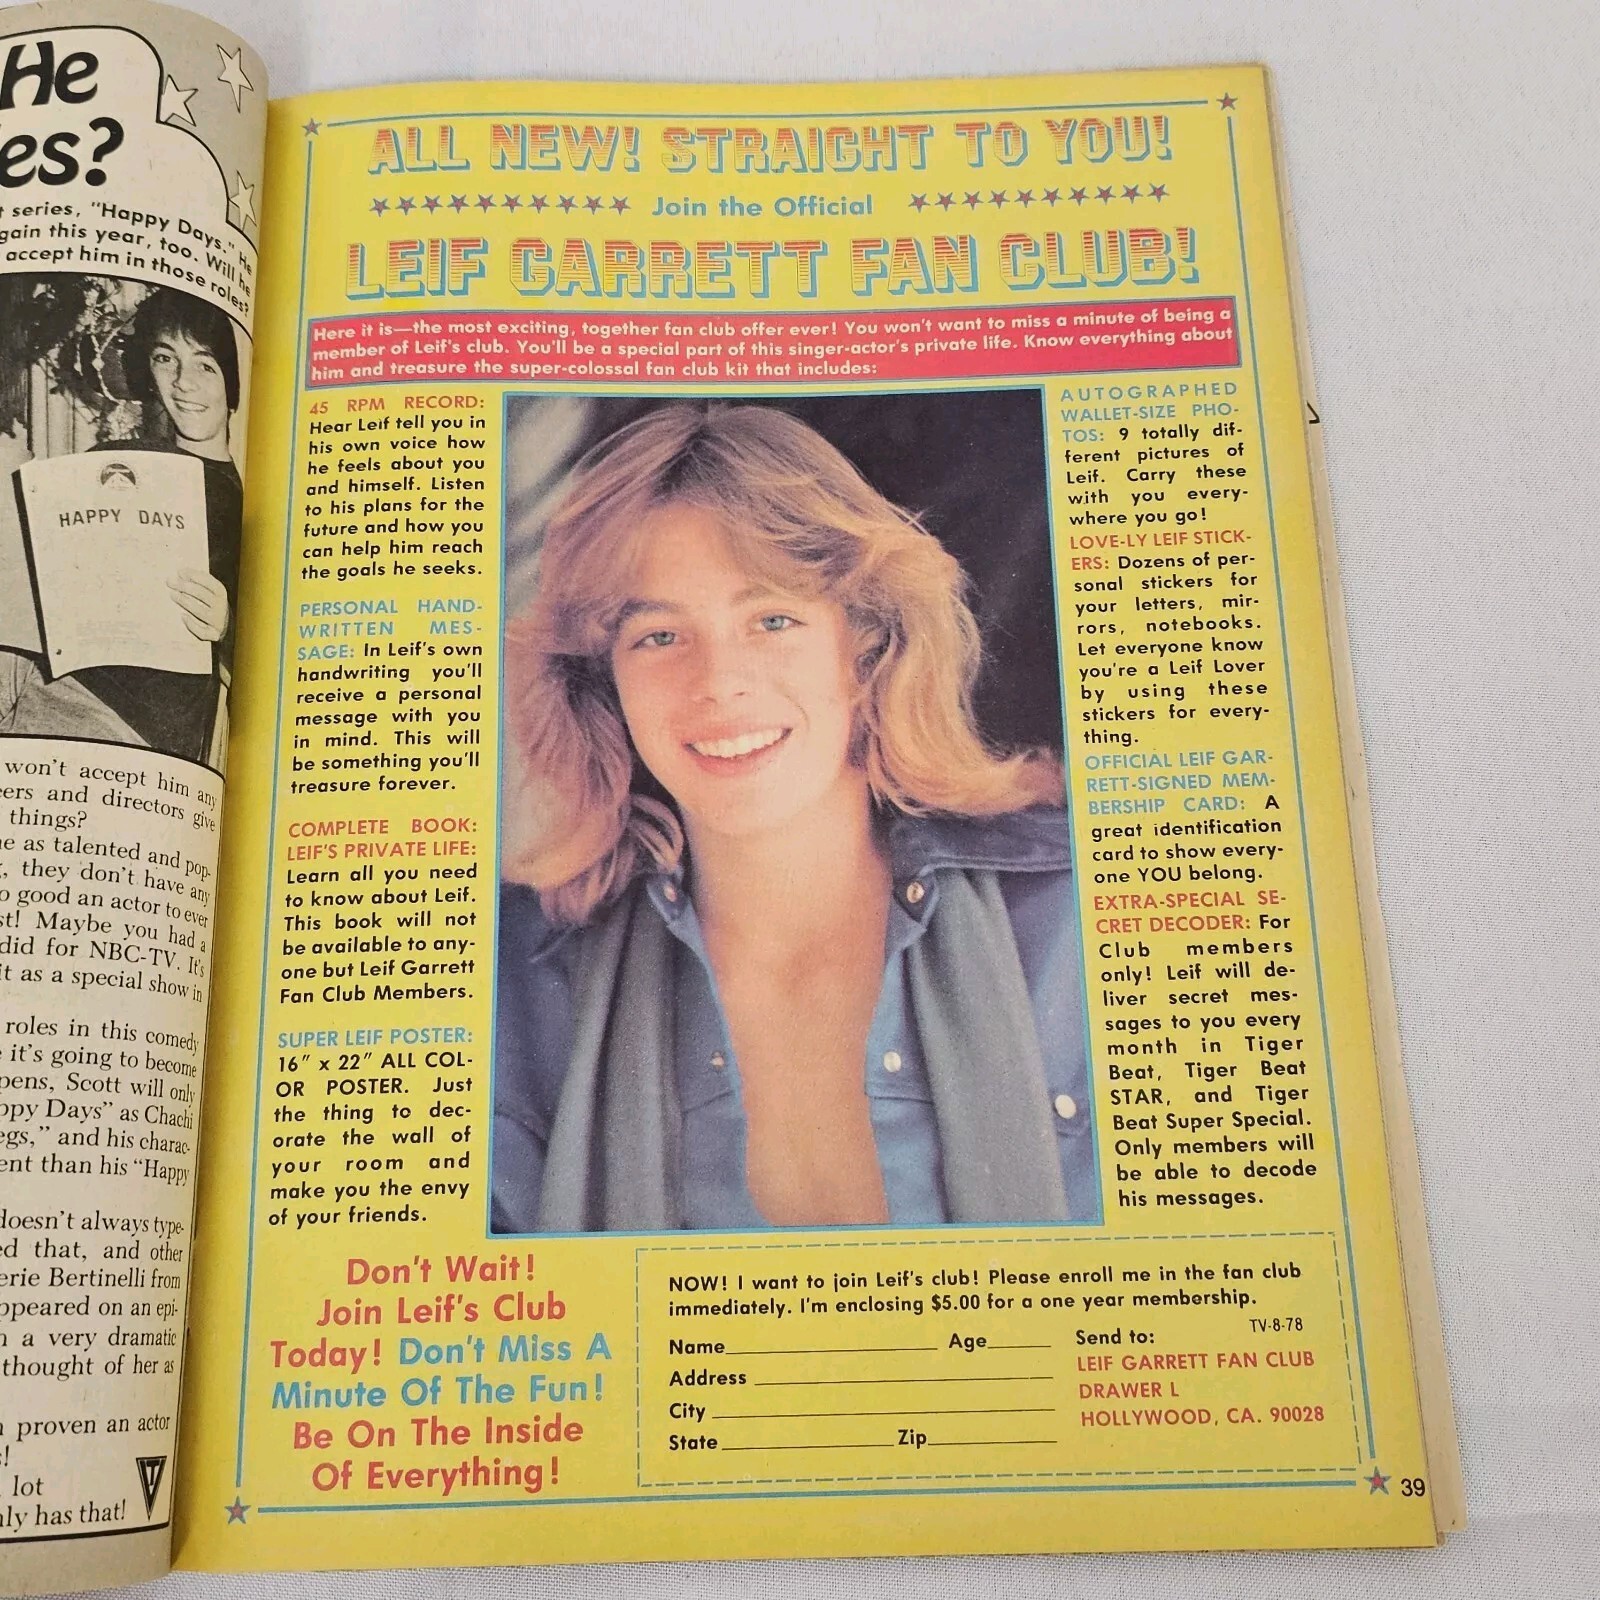 He
es?
t series, "Happy Days." He
gain this year, too. Will he
accept him in those roles?
HAPPY DAYS
won't accept him any
eers and directors give
things?
ne as talented and pop-
, they don't have any
o good an actor to ever
st! Maybe you had a
did for NBC-TV. It's
it as a special show in
roles in this comedy
it's going to become
pens, Scott will only
ppy Days" as Chachi
egs," and his charac-
ent than his "Happy
doesn't always type-
ed that, and other
erie Bertinelli from
ppeared on an epi-
n a very dramatic
thought of her as
n proven an actor
s!
lot
nly has that!
ALL NEW! STRAIGHT TO YOU!
Join the Official
LEIF GARRETT FAN CLUB!
Here it is—the most exciting, together fan club offer ever! You won't want to miss a minute of being a
member of Leif's club. You'll be a special part of this singer-actor's private life. Know everything about
him and treasure the super-colossal fan club kit that includes:
45 RPM RECORD:
Hear Leif tell you in
his own voice how
he feels about you
and himself. Listen
to his plans for the
future and how you
can help him reach
the goals he seeks.
PERSONAL HAND-
WRITTEN MES-
SAGE: In Leif's own
handwriting you'll
receive a personal
message with you
in mind. This will
be something you'll
treasure forever.
COMPLETE BOOK:
LEIF'S PRIVATE LIFE:
Learn all you need
to know about Leif.
This book will not
be available to any-
one but Leif Garrett
Fan Club Members.
SUPER LEIF POSTER:
16" x 22" ALL COL-
OR POSTER. Just
the thing to dec-
orate the wall of
your room and
make you the envy
of your friends.
AUTOGRAPHED
WALLET-SIZE PHO-
TOS: 9 totally dif-
ferent pictures of
Leif. Carry these
with you every-
where you go!
LOVE-LY LEIF STICK-
ERS: Dozens of per-
sonal stickers for
your letters, mir-
rors, notebooks.
Let everyone know
you're a Leif Lover
by using these
stickers for every-
thing.
OFFICIAL LEIF GAR-
RETT-SIGNED MEM-
BERSHIP CARD: A
great identification
card to show every-
one YOU belong.
EXTRA-SPECIAL SE-
CRET DECODER: For
Club members
only! Leif will de-
liver secret mes-
sages to you every
month in Tiger
Beat, Tiger Beat
STAR, and Tiger
Beat Super Special.
Only members will
be able to decode
his messages.
Don't Wait!
Join Leif's Club
Today! Don't Miss A
Minute Of The Fun!
Be On The Inside
Of Everything!
NOW! I want to join Leif's club! Please enroll me in the fan club
immediately. I'm enclosing $5.00 for a one year membership.
TV-8-78
Name Age
Address
City
State Zip
Send to:
LEIF GARRETT FAN CLUB
DRAWER L
HOLLYWOOD, CA. 90028
39